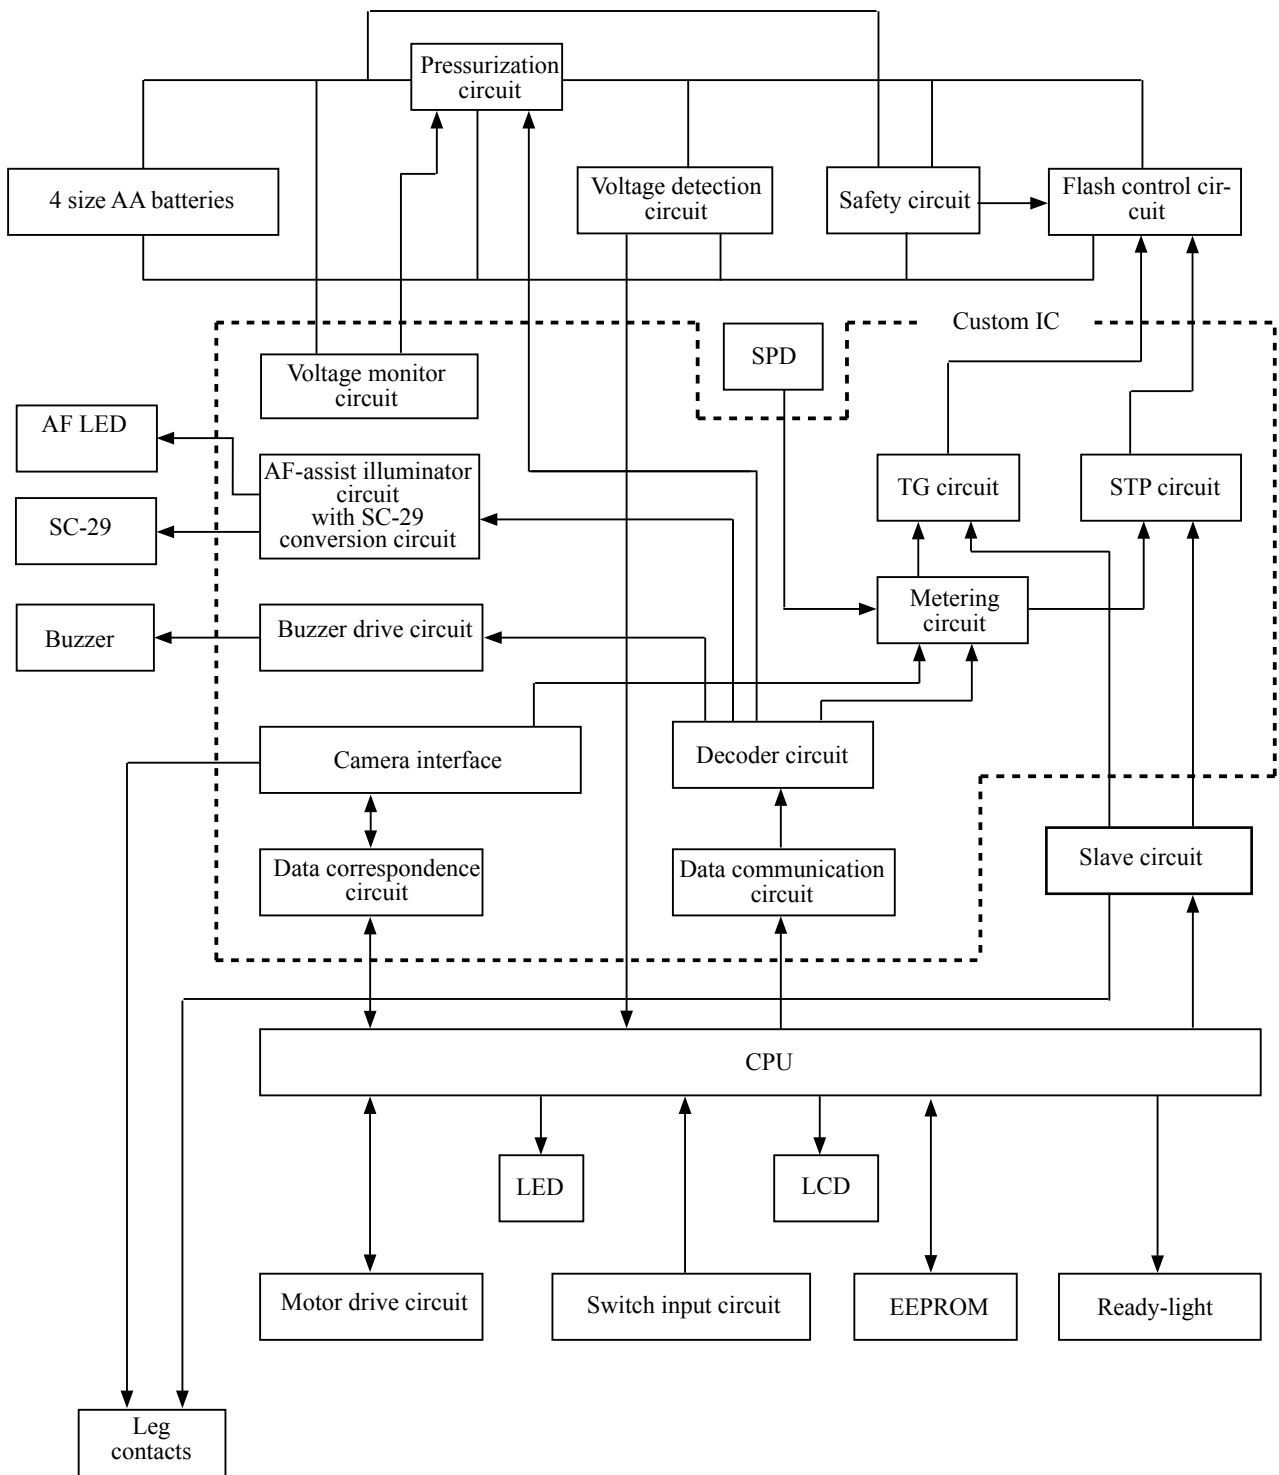 Pressurization
circuit
4 size AA batteries
Voltage detection
circuit
Safety circuit
Flash control cir-
cuit
Custom IC
SPD
Voltage monitor
circuit
AF LED
AF-assist illuminator
circuit
with SC-29
conversion circuit
TG circuit
STP circuit
SC-29
Metering
circuit
Buzzer
Buzzer drive circuit
Camera interface
Decoder circuit
Data correspondence
circuit
Data communication
circuit
Slave circuit
CPU
LED
LCD
Motor drive circuit
Switch input circuit
EEPROM
Ready-light
Leg
contacts